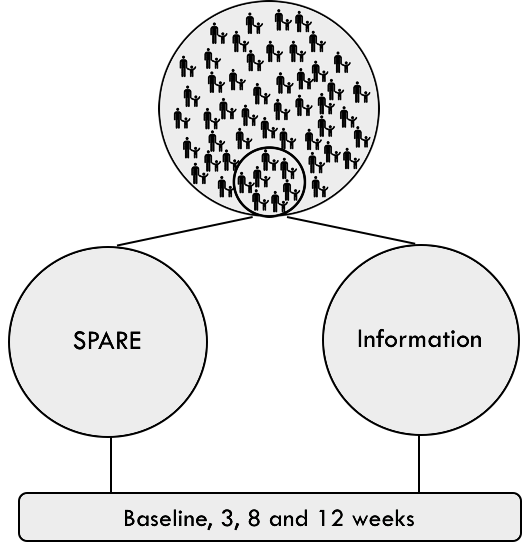 SPARE
Information
Baseline, 3, 8 and 12 weeks